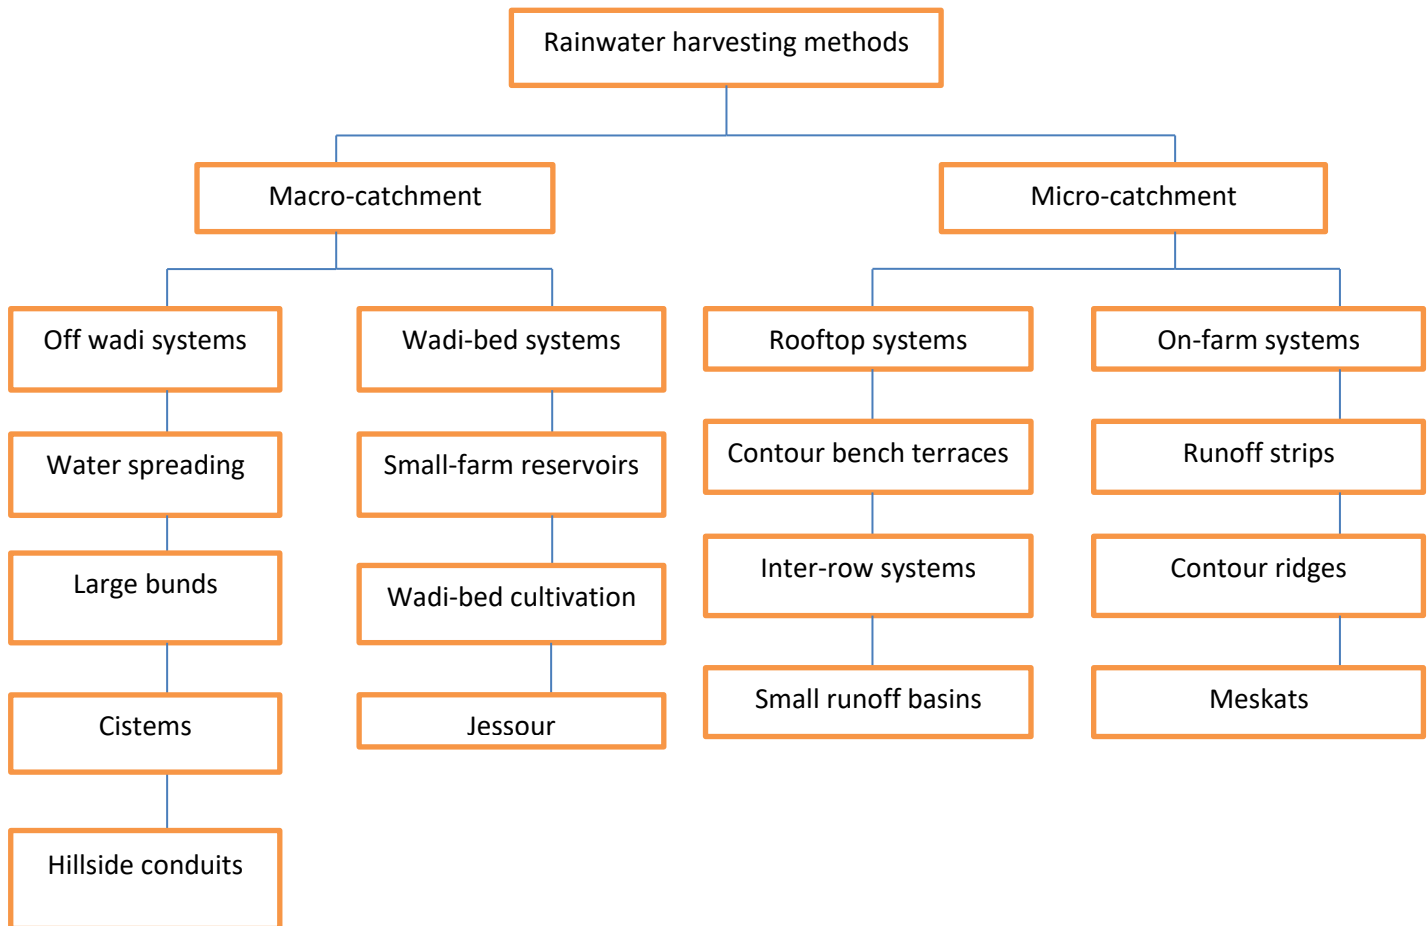 Rainwater harvesting methods
Macro-catchment
Micro-catchment
Off wadi systems
Wadi-bed systems
Rooftop systems
On-farm systems
Water spreading
Small-farm reservoirs
Contour bench terraces
Runoff strips
Large bunds
Wadi-bed cultivation
Inter-row systems
Contour ridges
Cistems
Jessour
Small runoff basins
Meskats
Hillside conduits